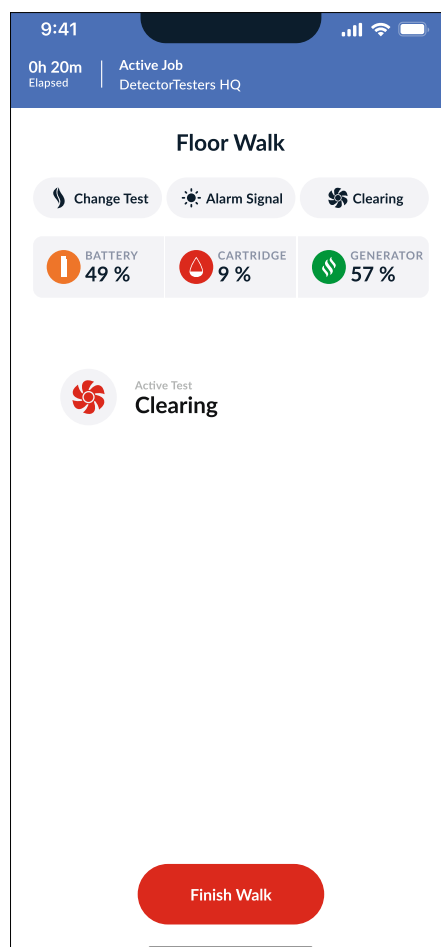 9:41
0h 20m
Elapsed
Active Job
DetectorTesters HQ
Floor Walk
Change Test
Alarm Signal
Clearing
BATTERY
49 %
CARTRIDGE
9 %
GENERATOR
57 %
Active Test
Clearing
Finish Walk